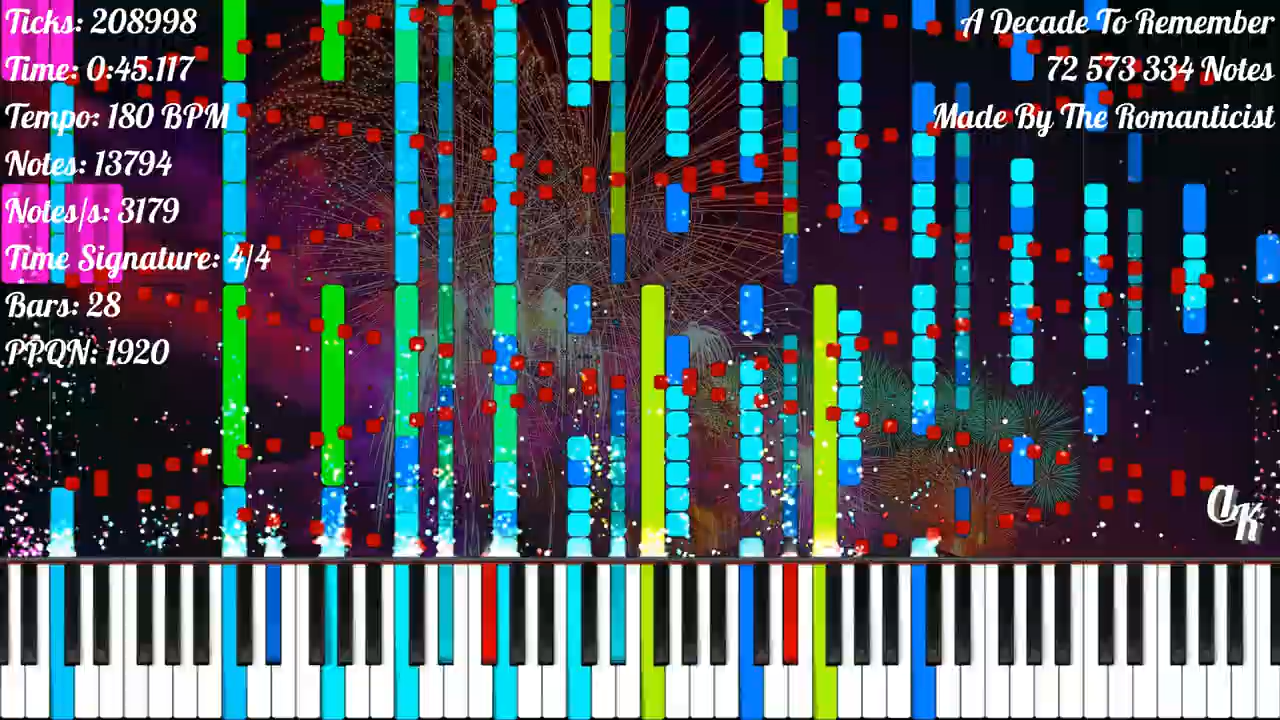 Ticks: 208998
Time: 0:45.117
Tempo: 180 BPM
Notes: 13794
Notes/s: 3179
Time Signature: 4/4
Bars: 28
PPQN: 1920
A Decade To Remember
72 573 334 Notes
Made By The Romanticist